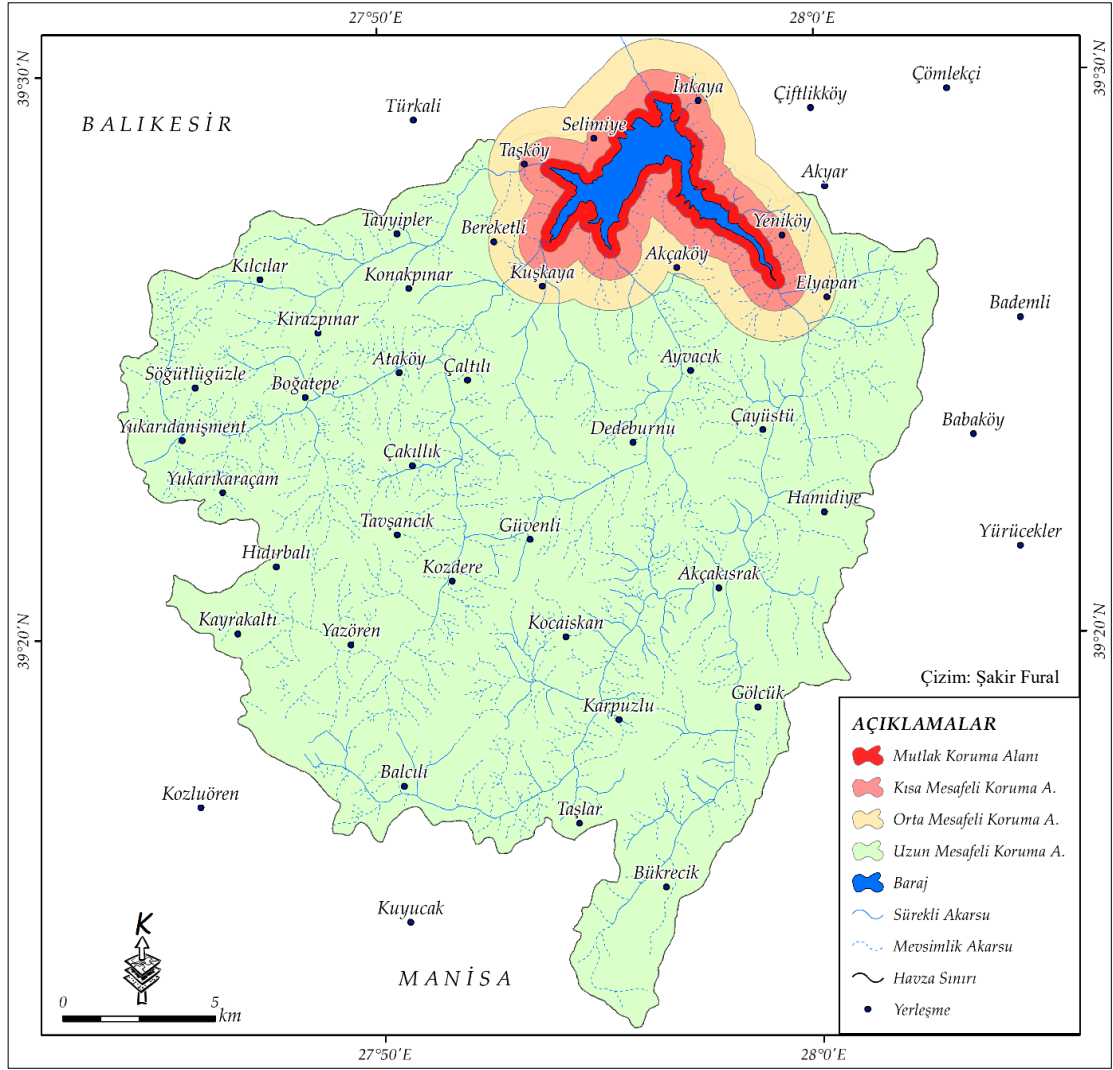 27°50'E
28°0'E
39°30'N
39°30'N
Çömlekçi
İnkaya
Çiftlikköy
Türkali
BALIKESİR
Selimiye
Taşköy
Akyar
Tayyipler
Bereketli
Yeniköy
Akçaköy
Kılcılar
Konakpınar
Kuşkaya
Elyapan
Bademli
Kirazpınar
Ataköy
Çaltılı
Ayvacık
Söğütlügüzle
Boğatepe
Çayüstü
Yukarıdanişment
Dedeburnu
Babaköy
Çakıllık
Yukarıkaraçam
Hamidiye
Tavşancık
Güvenli
Yürücekler
Hıdırbalı
Kozdere
Akçakısrak
Kayrakaltı
Yazören
Kocaiskan
39°20'N
39°20'N
Çizim: Şakir Fural
Gölcük
Karpuzlu
Balcılı
Kozluören
Taşlar
Bükrecik
Kuyucak
MANİSA
AÇIKLAMALAR
Mutlak Koruma Alanı
Kısa Mesafeli Koruma A.
Orta Mesafeli Koruma A.
Uzun Mesafeli Koruma A.
Baraj
Sürekli Akarsu
Mevsimlik Akarsu
Havza Sınırı
Yerleşme
K
0 5
km
27°50'E
28°0'E